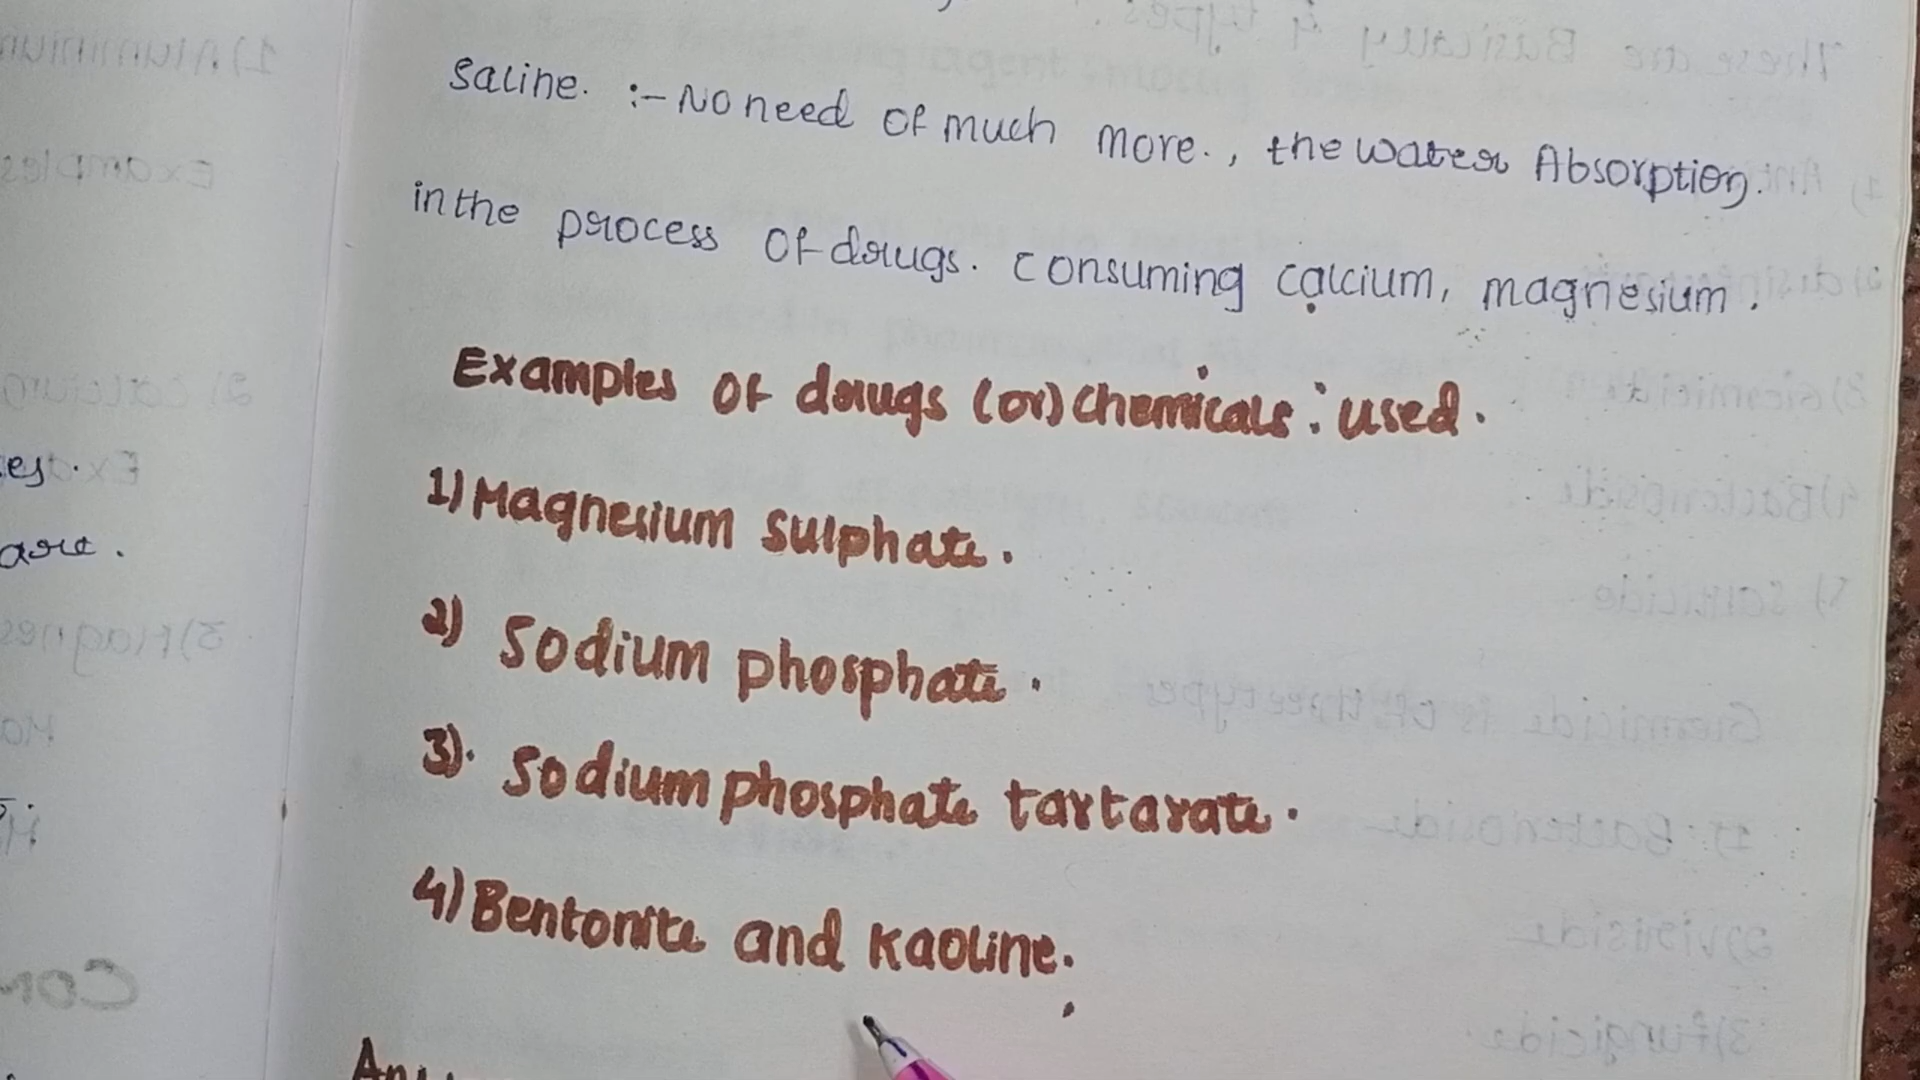 Saline. :- No need of much more., the water Absorption.
in the process of drugs. Consuming calcium, magnesium.
Examples of drugs (or) chemicals: used.
1) Magnesium sulphate.
2) Sodium phosphate.
3). Sodium phosphate tartarate.
4) Bentonite and Kaoline.